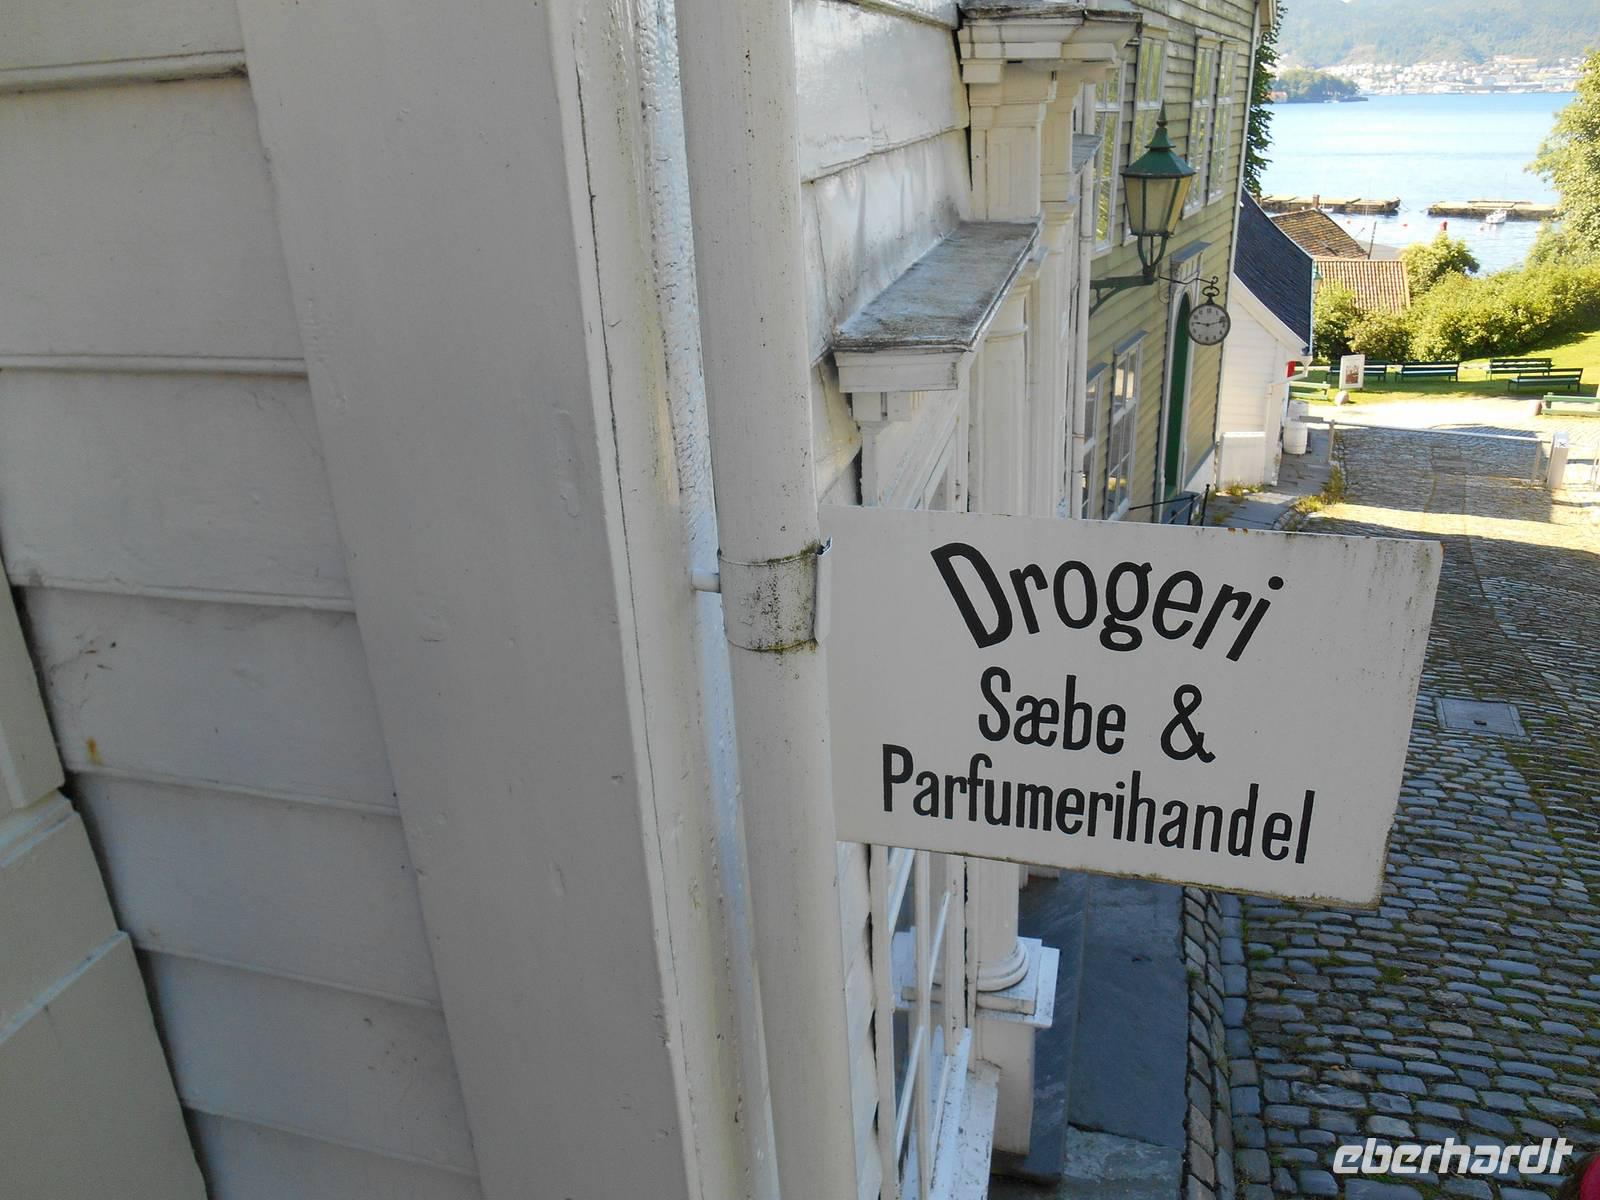 Drogeri
Sæbe &
Parfumerihandel
eberhardt